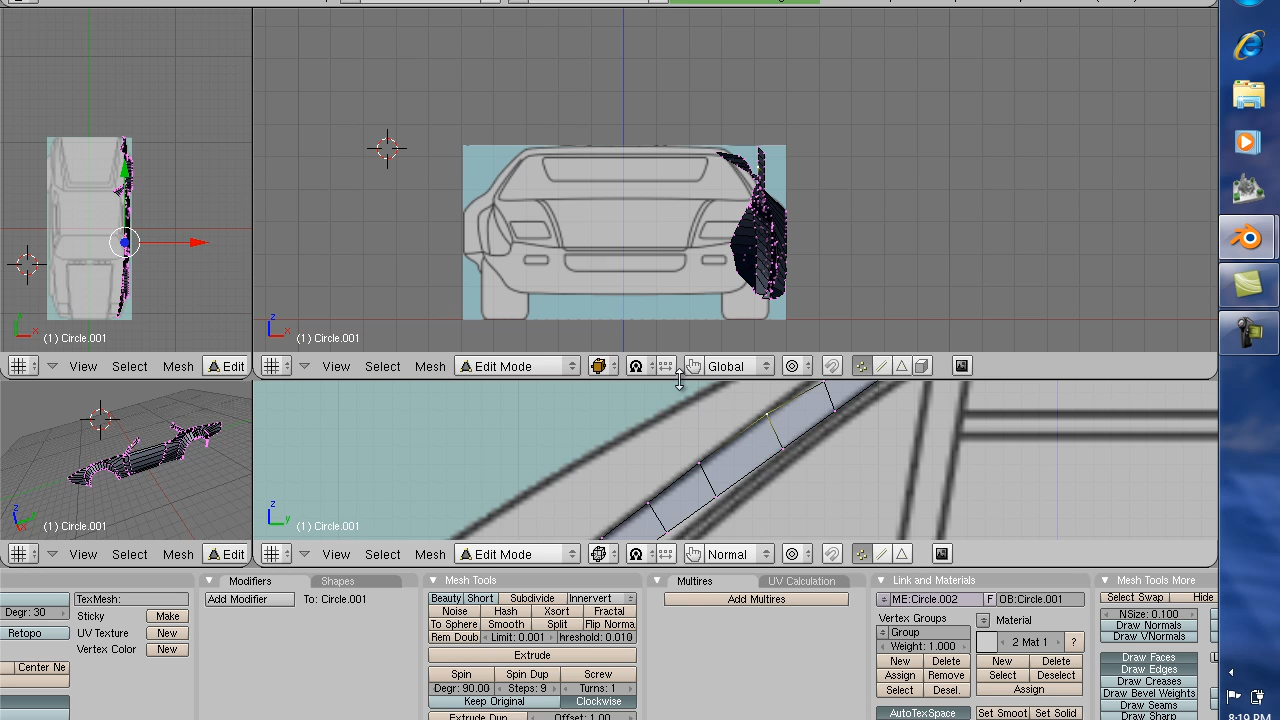 (1) Circle.001
(1) Circle.001
View Select Mesh Edit
View Select Mesh Edit Mode Global
(1) Circle.001
(1) Circle.001
View Select Mesh Edit
View Select Mesh Edit Mode Normal
Degr: 30
Retopo
Center Ne
TexMesh:
Sticky Make
UV Texture New
Vertex Color New
Modifiers Shapes
Add Modifier To: Circle.001
Mesh Tools
Beauty Short Subdivide Innervert
Noise Hash Xsort Fractal
To Sphere Smooth Split Flip Norma
Rem Doub Limit: 0.001 hreshold: 0.010
Extrude
Spin Spin Dup Screw
Degr: 90.00 Steps: 9 Turns: 1
Keep Original Clockwise
Extrude Dup Offset: 1.00
Multires UV Calculation
Add Multires
Link and Materials
ME:Circle.002 F OB:Circle.001
Vertex Groups
Group
Weight: 1.000
New Delete
Assign Remove
Select Desel.
AutoTexSpace
Material
2 Mat 1 ?
New Delete
Select Deselect
Assign
Set Smoot Set Solid
Mesh Tools More
Select Swap Hide
NSize: 0.100
Draw Normals
Draw VNormals
Draw Faces
Draw Edges
Draw Creases
Draw Bevel Weights
Draw Seams
Draw Sharp
8:19 PM
x
y
z
x
z
y
z